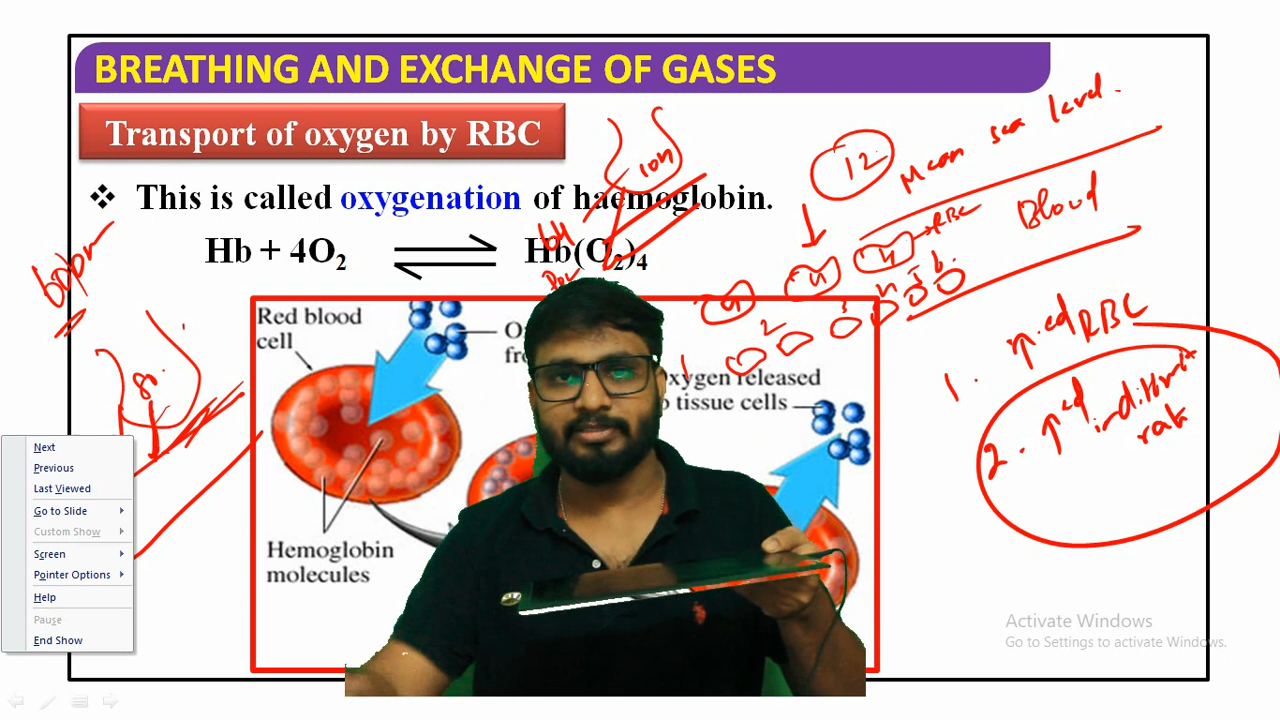 BREATHING AND EXCHANGE OF GASES
Transport of oxygen by RBC
❖ This is called oxygenation of haemoglobin.
Hb + 4O₂ ⇌ Hb(O₂)₄
Red blood
cell
Hemoglobin
molecules
oxygen released
tissue cells
Mean sea level.
12
Blood
RBC
1. ↑ed RBC
2. ↑ed
rate
Next
Previous
Last Viewed
Go to Slide
Custom Show
Screen
Pointer Options
Help
Pause
End Show
Activate Windows
Go to Settings to activate Windows.